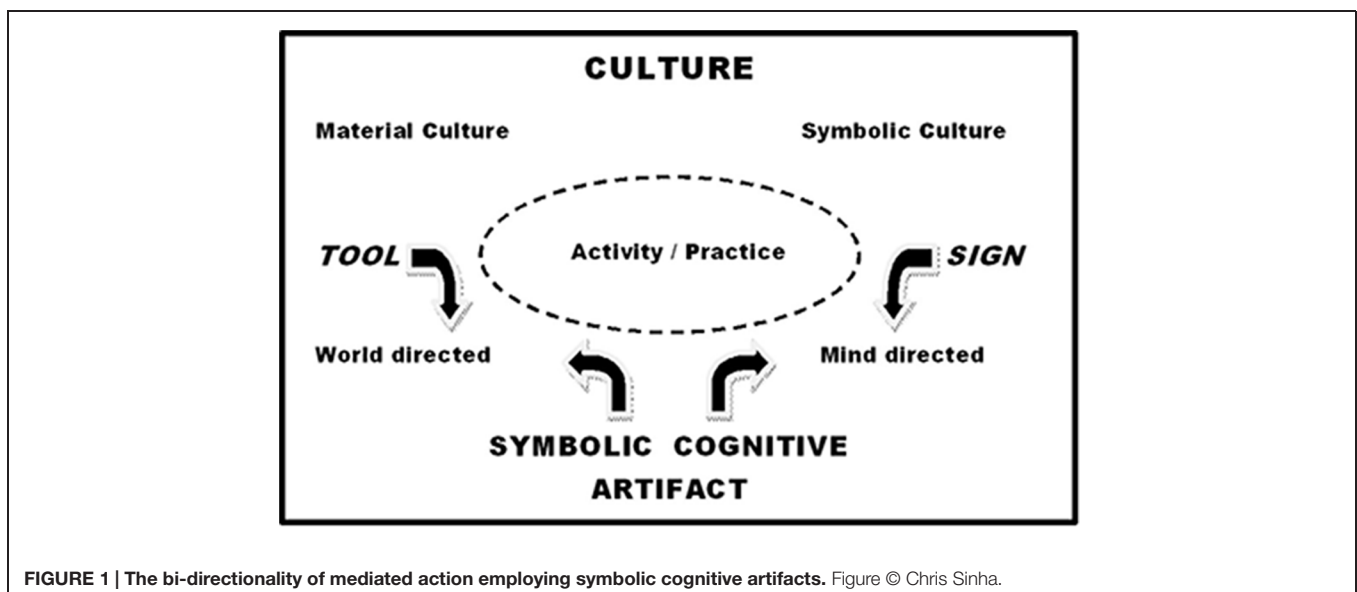 CULTURE
Material Culture Symbolic Culture
TOOL Activity / Practice SIGN
World directed Mind directed
SYMBOLIC COGNITIVE
ARTIFACT
FIGURE 1 | The bi-directionality of mediated action employing symbolic cognitive artifacts. Figure © Chris Sinha.